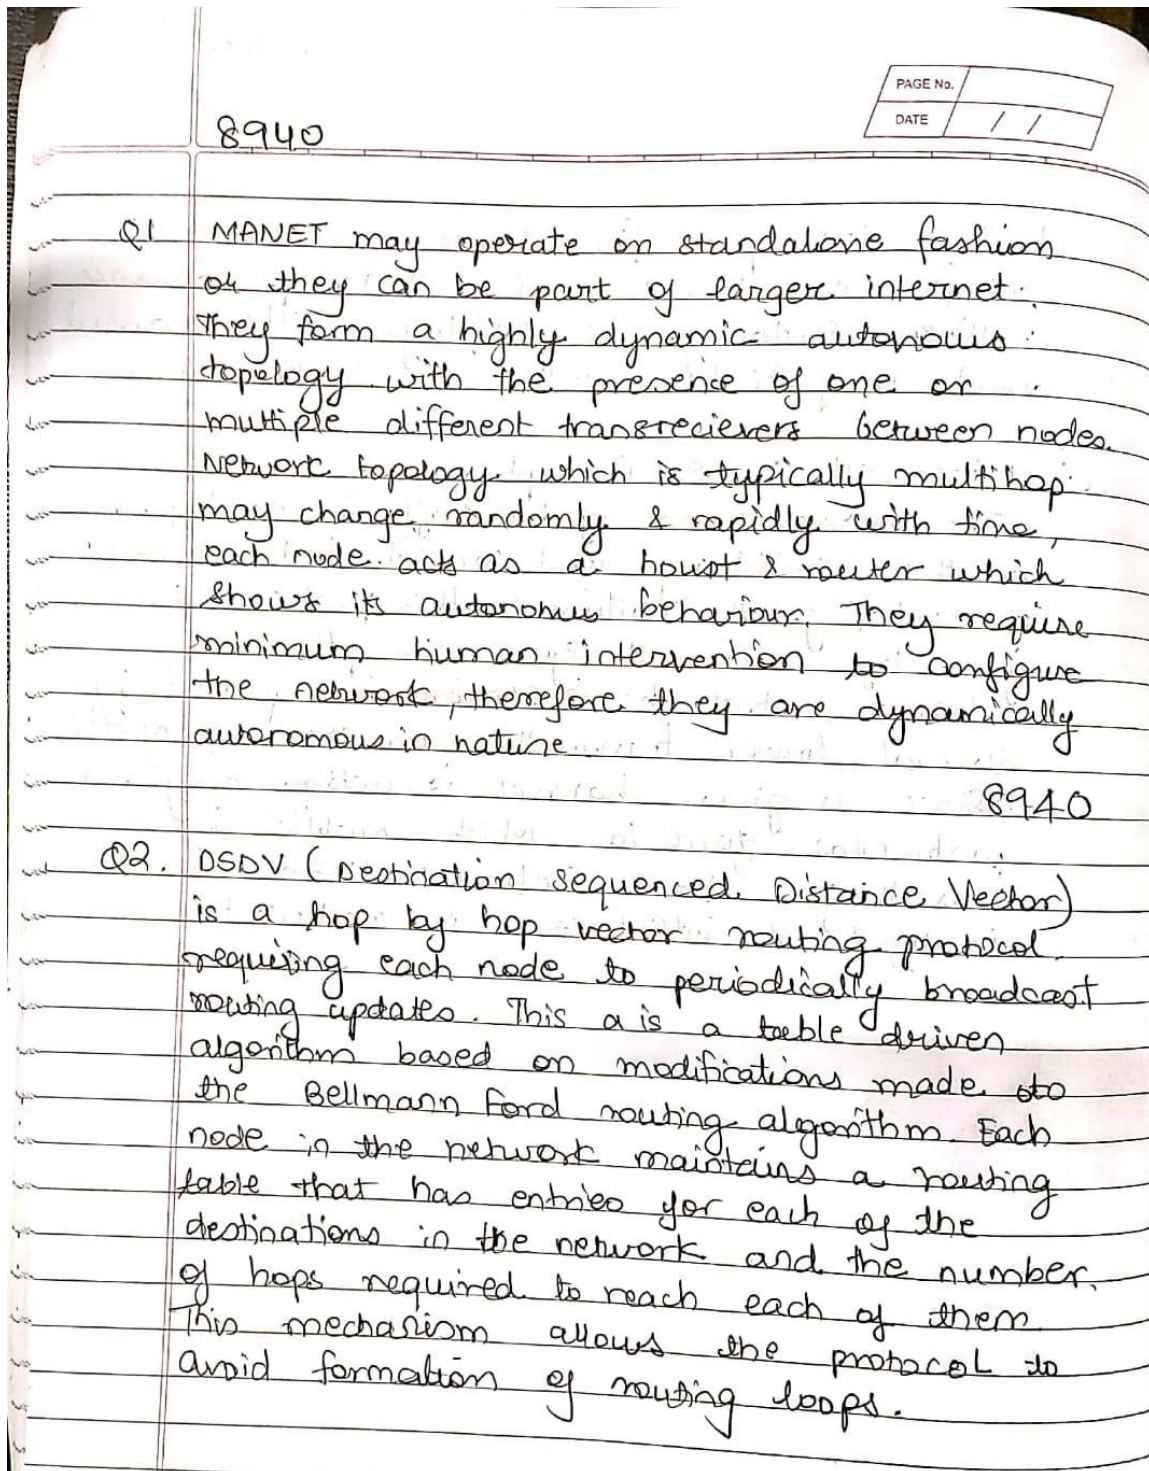 PAGE No.
DATE / /
8940
Q1 MANET may operate on standalone fashion
or they can be part of larger internet.
They form a highly dynamic autonous
topology with the presence of one or
multiple different transrecievers between nodes.
Network topology which is typically multihop
may change randomly & rapidly with time,
each node acts as a houst & router which
shows its autonomus behaviour. They require
minimum human intervention to configure
the network, therefore they are dynamically
autonomous in nature
8940
Q2. DSDV (Destination sequenced Distance Vector)
is a hop by hop vector routing protocol
requiring each node to periodically broadcast
routing updates. This a is a table driven
algorithm based on modifications made to
the Bellmann Ford routing algorithm. Each
node in the network maintains a routing
table that has entries for each of the
destinations in the network and the number
of hops required to reach each of them
This mechanism allows the protocol to
avoid formation of routing loops.